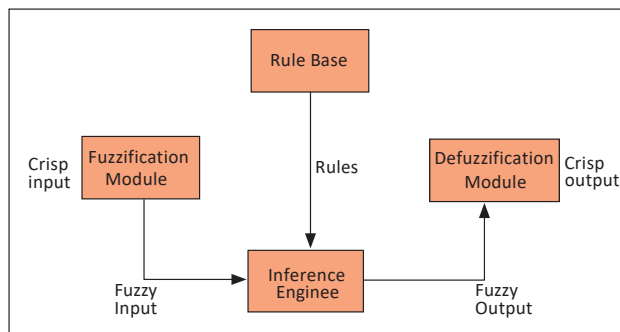 Rule Base
Crisp
input
Fuzzification
Module
Rules
Defuzzification
Module
Crisp
output
Fuzzy
Input
Inference
Enginee
Fuzzy
Output